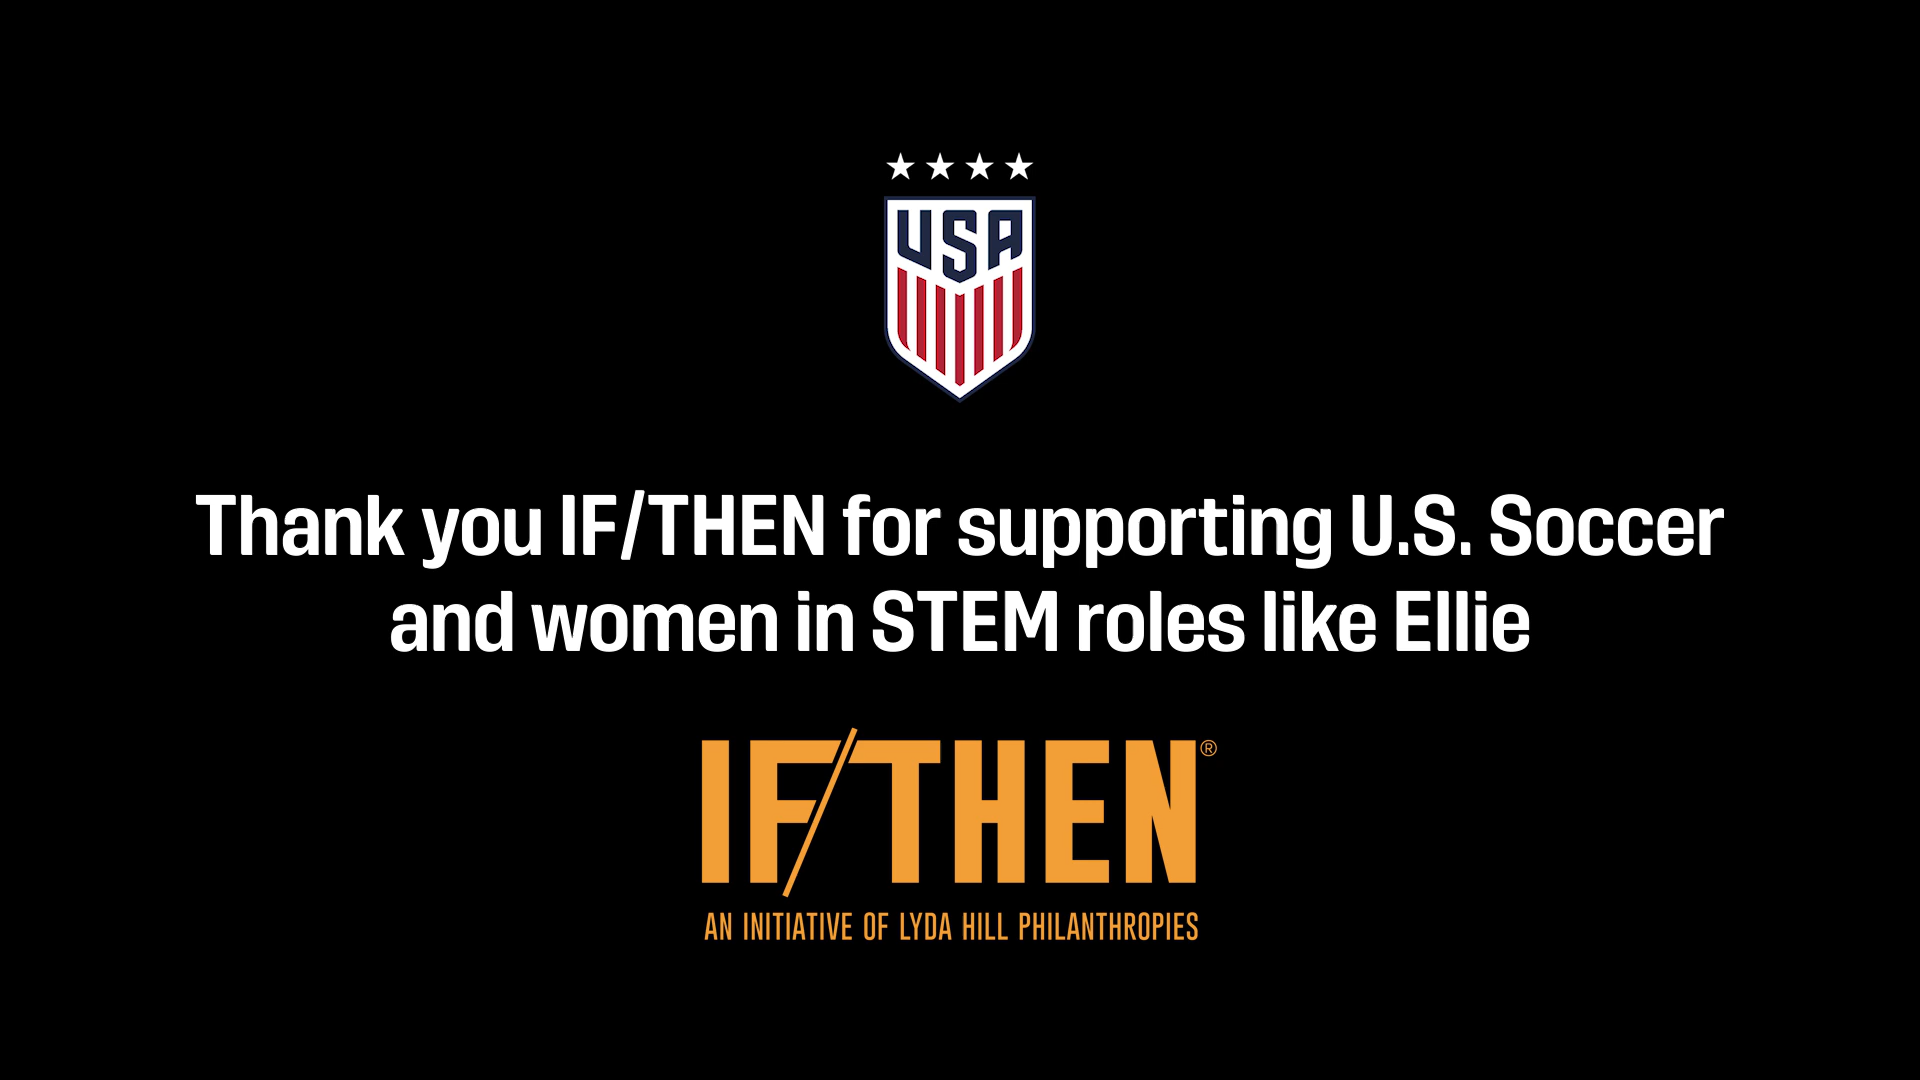 USA
Thank you IF/THEN for supporting U.S. Soccer
and women in STEM roles like Ellie
IF/THEN®
AN INITIATIVE OF LYDA HILL PHILANTHROPIES